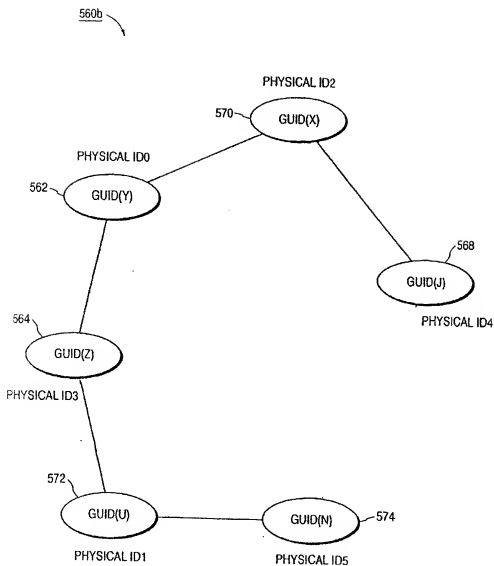 560b
PHYSICAL ID2
570
GUID(X)
PHYSICAL ID0
562
GUID(Y)
568
GUID(J)
PHYSICAL ID4
564
GUID(Z)
PHYSICAL ID3
572
GUID(U)
GUID(N)
574
PHYSICAL ID1
PHYSICAL ID5